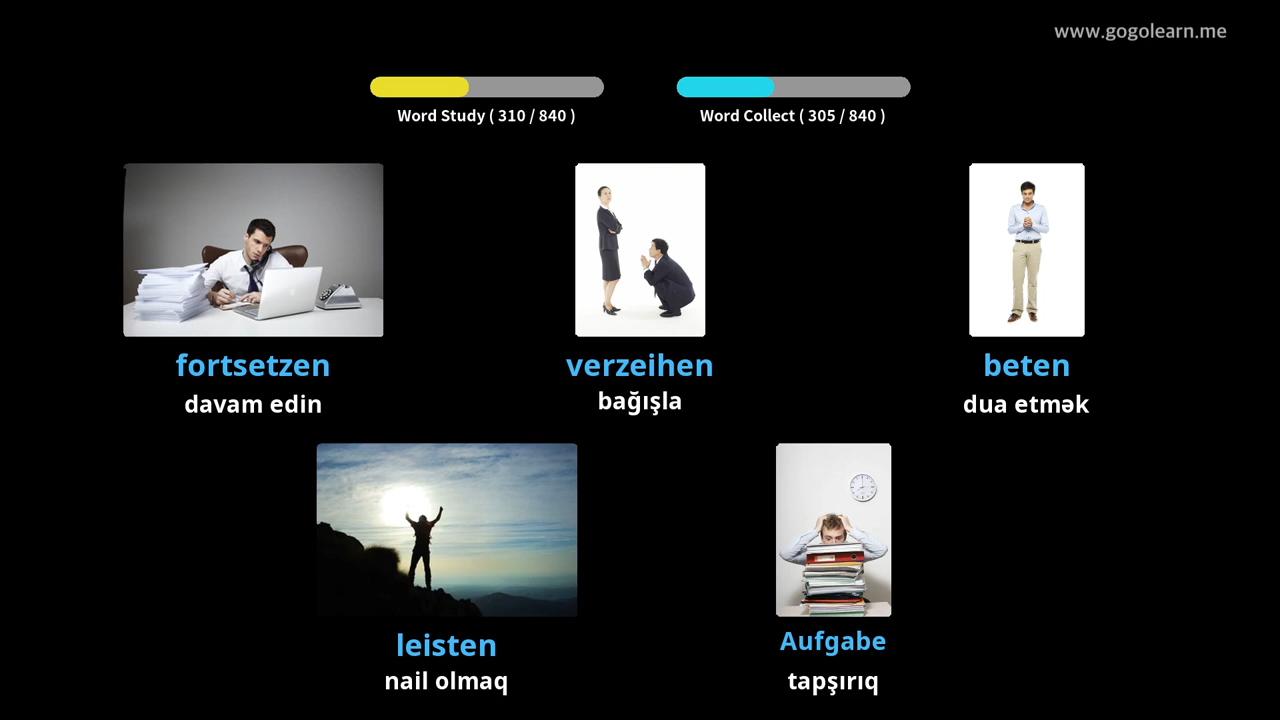 www.gogolearn.me
Word Study ( 310 / 840 )
Word Collect ( 305 / 840 )
fortsetzen
davam edin
verzeihen
bağışla
beten
dua etmək
leisten
nail olmaq
Aufgabe
tapşırıq